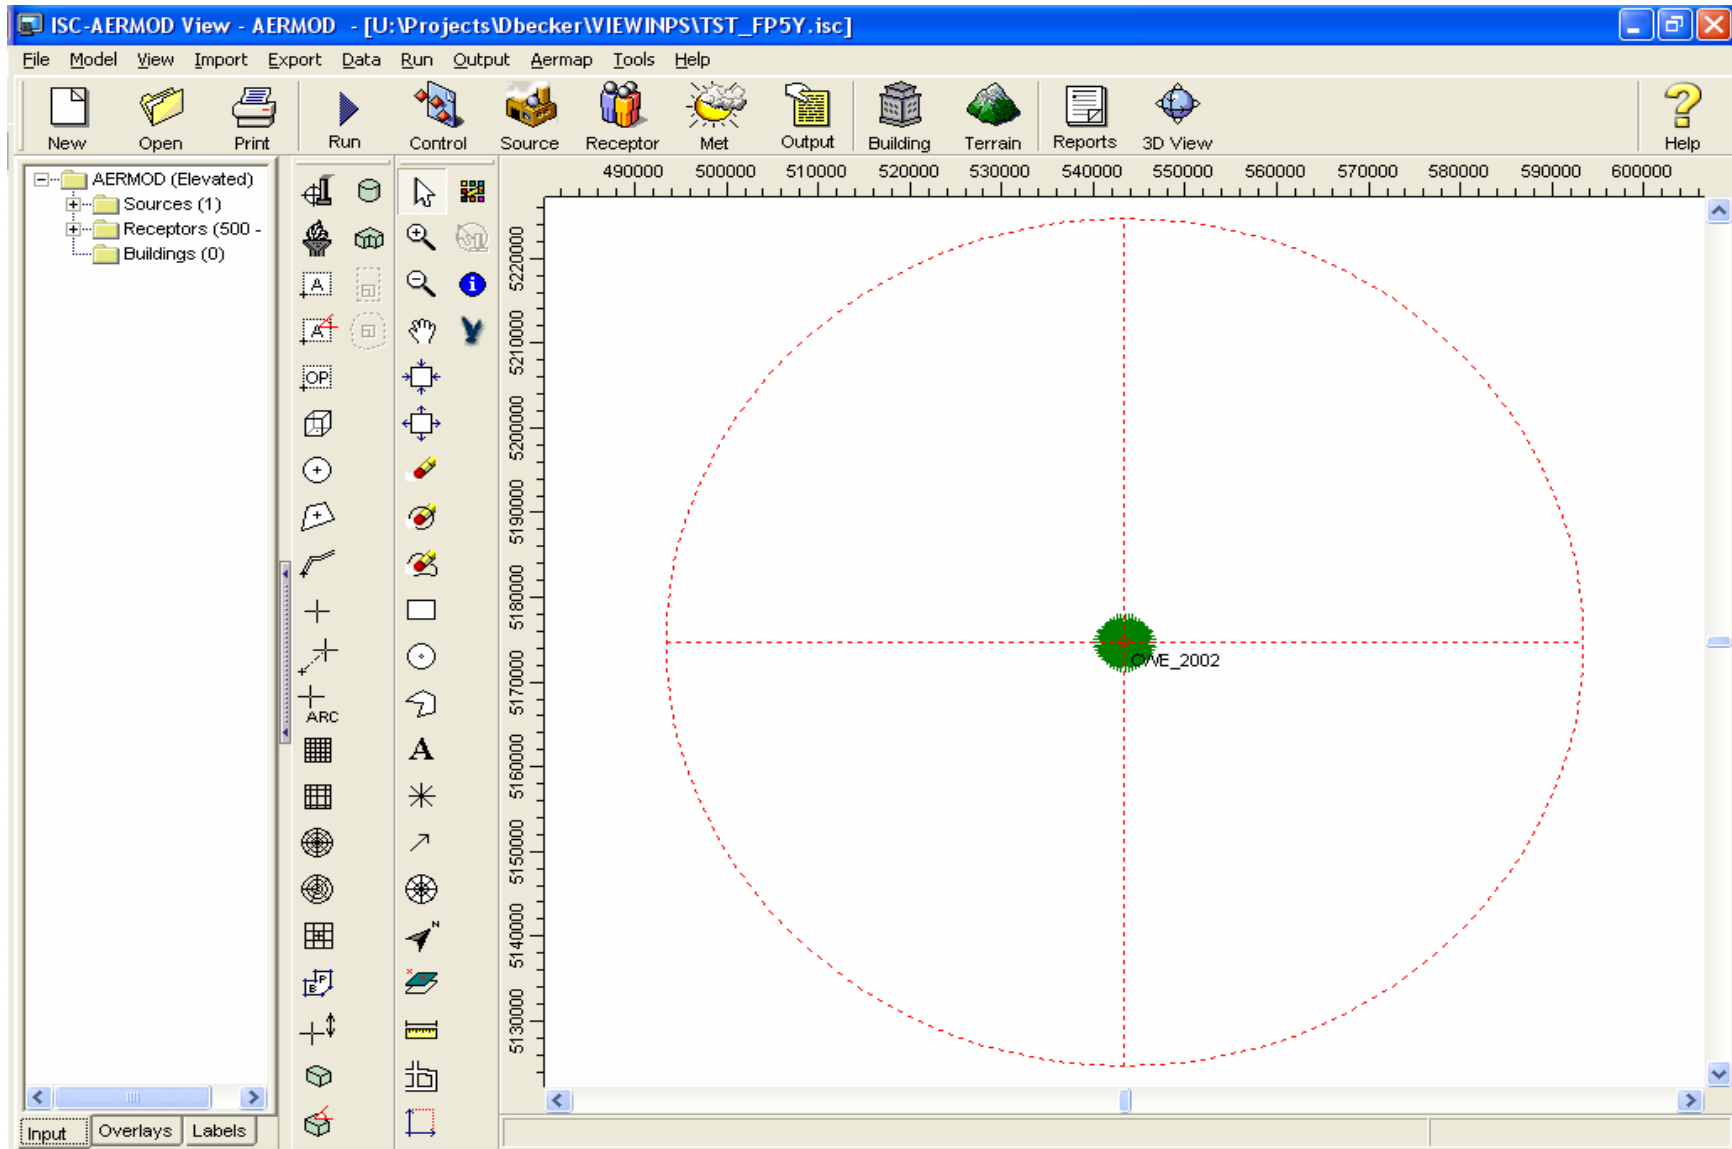 ISC-AERMOD View - AERMOD - [U:\Projects\Dbecker\VIEWINPS\TST_FP5Y.isc]
File Model View Import Export Data Run Output Aermap Tools Help
New Open Print Run Control Source Receptor Met Output Building Terrain Reports 3D View Help
AERMOD (Elevated)
Sources (1)
Receptors (500 -
Buildings (0)
A
A
OP
ARC
B P
A
N
490000 500000 510000 520000 530000 540000 550000 560000 570000 580000 590000 600000
5220000
5210000
5200000
5190000
5180000
5170000
5160000
5150000
5140000
5130000
CWE_2002
Input Overlays Labels